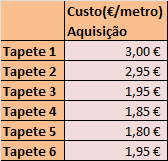 Custo(€/metro)
Aquisição
Tapete 1 3,00 €
Tapete 2 2,95 €
Tapete 3 1,95 €
Tapete 4 1,85 €
Tapete 5 1,80 €
Tapete 6 1,95 €